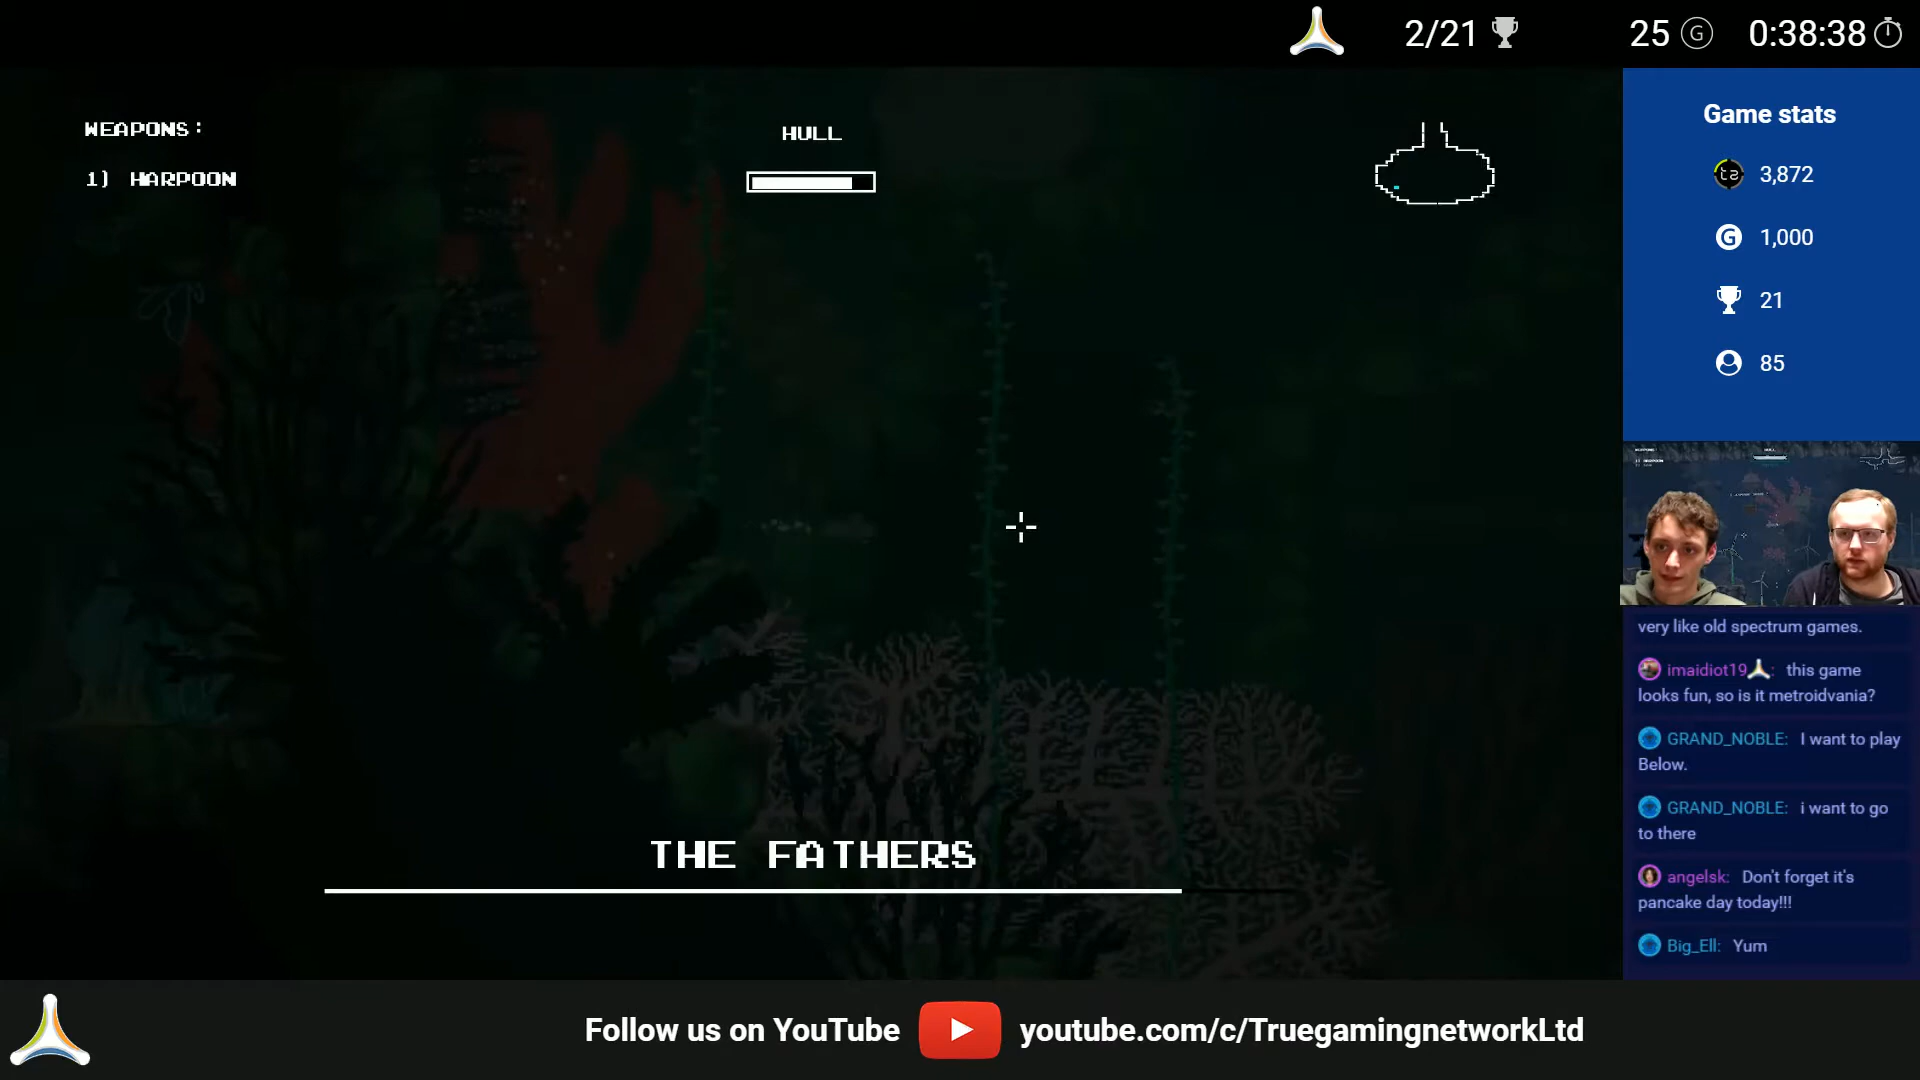 2/21
25 G
0:38:38
WEAPONS:
1) HARPOON
HULL
THE FATHERS
Game stats
ta 3,872
G 1,000
21
85
very like old spectrum games.
imaidiot19: this game
looks fun, so is it metroidvania?
GRAND_NOBLE: I want to play
Below.
GRAND_NOBLE: i want to go
to there
angelsk: Don't forget it's
pancake day today!!!
Big_Ell: Yum
Follow us on YouTube
youtube.com/c/TruegamingnetworkLtd